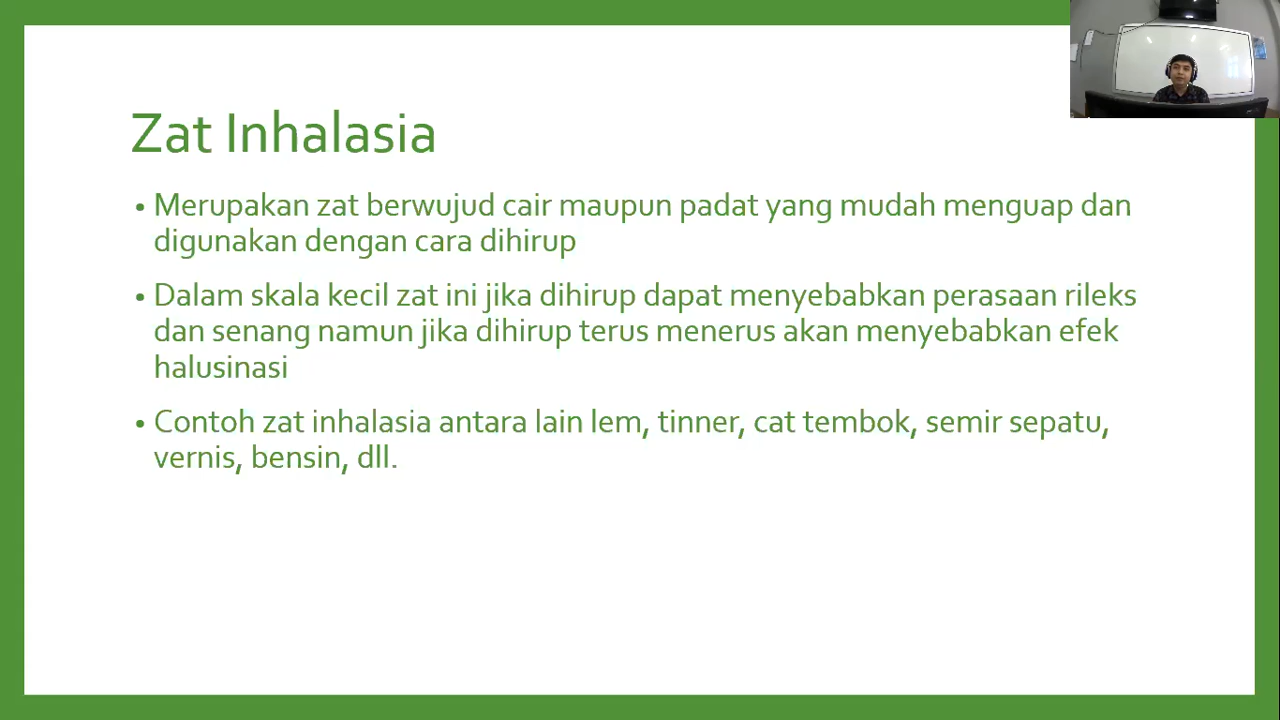 Zat Inhalasia
• Merupakan zat berwujud cair maupun padat yang mudah menguap dan
digunakan dengan cara dihirup
• Dalam skala kecil zat ini jika dihirup dapat menyebabkan perasaan rileks
dan senang namun jika dihirup terus menerus akan menyebabkan efek
halusinasi
• Contoh zat inhalasia antara lain lem, tinner, cat tembok, semir sepatu,
vernis, bensin, dll.